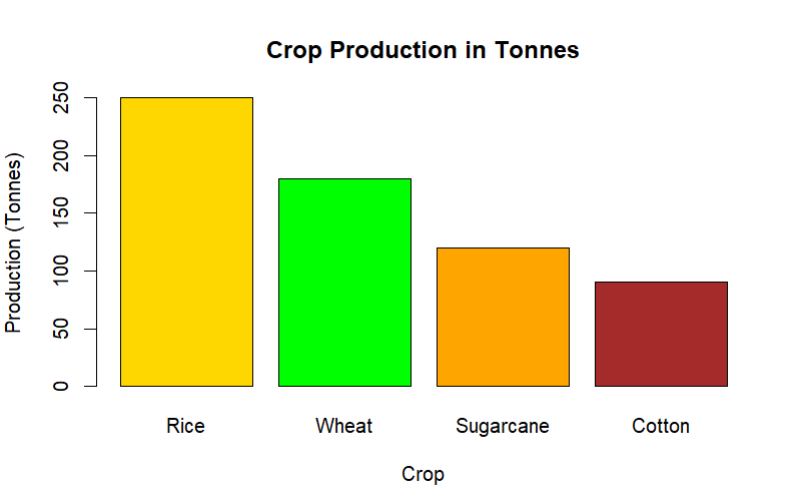 Crop Production in Tonnes
Production (Tonnes)
250
200
150
100
50
0
Rice Wheat Sugarcane Cotton
Crop